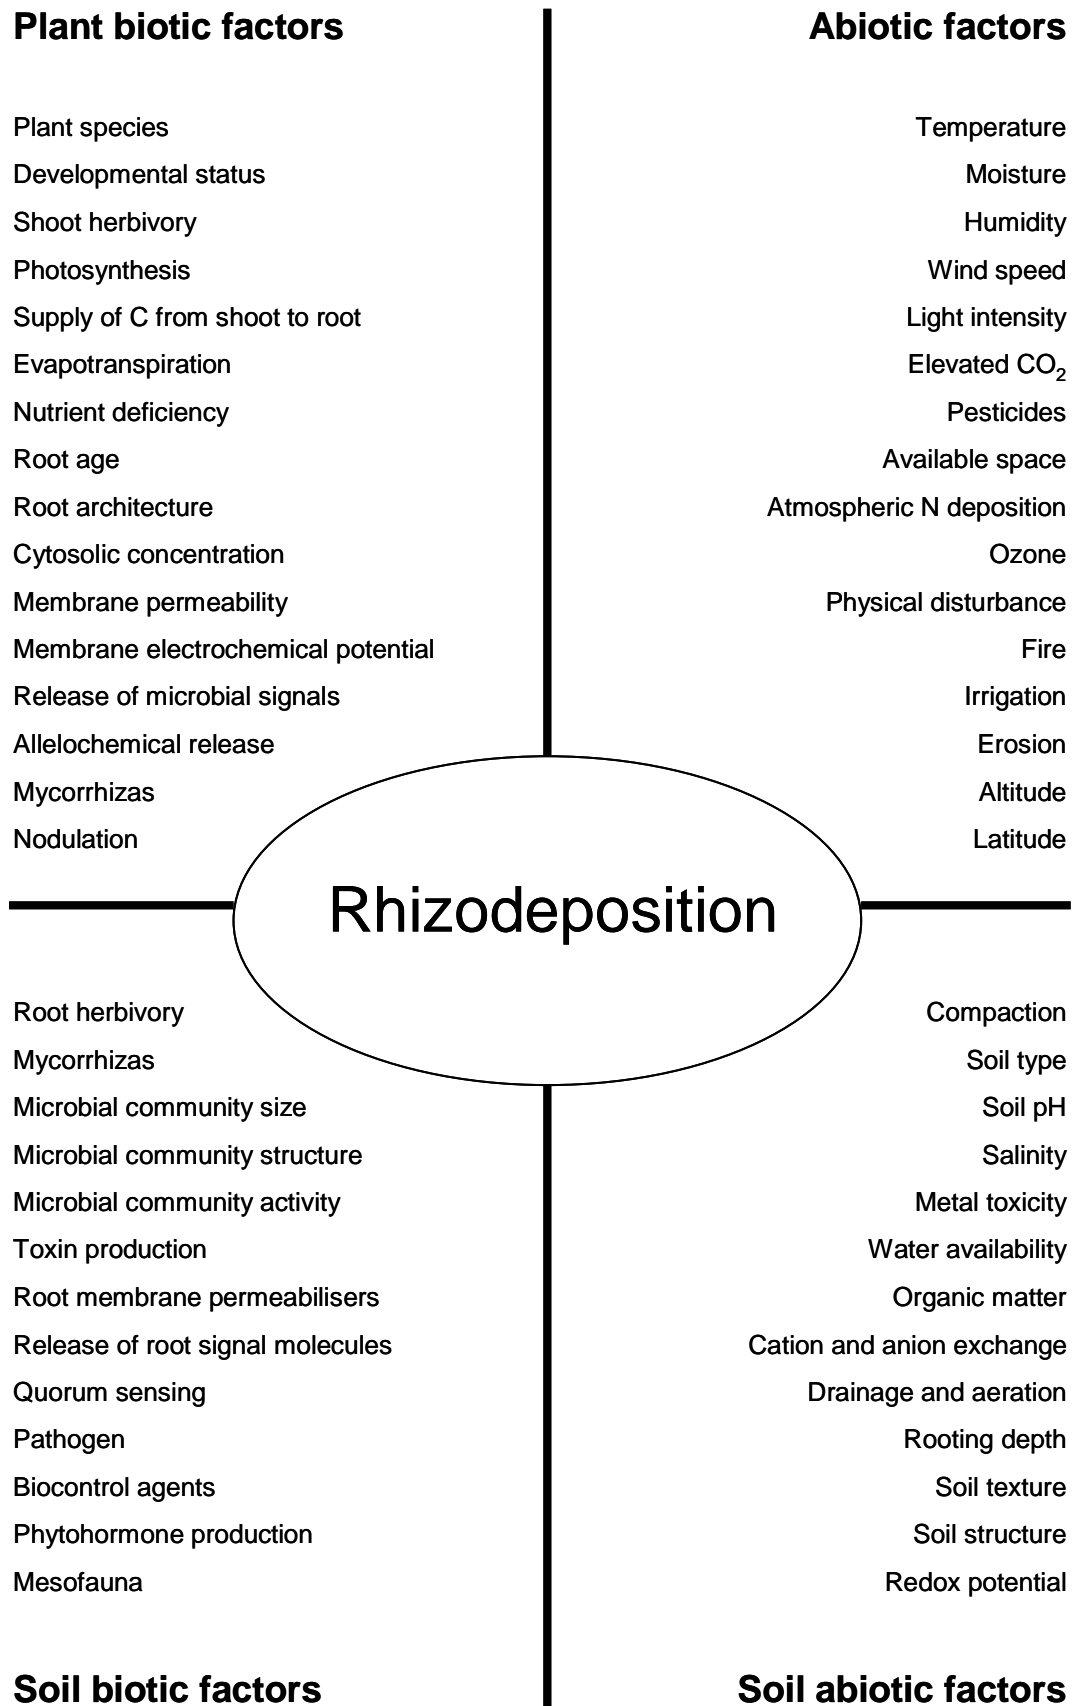 Plant biotic factors
Plant species
Developmental status
Shoot herbivory
Photosynthesis
Supply of C from shoot to root
Evapotranspiration
Nutrient deficiency
Root age
Root architecture
Cytosolic concentration
Membrane permeability
Membrane electrochemical potential
Release of microbial signals
Allelochemical release
Mycorrhizas
Nodulation
Abiotic factors
Temperature
Moisture
Humidity
Wind speed
Light intensity
Elevated CO₂
Pesticides
Available space
Atmospheric N deposition
Ozone
Physical disturbance
Fire
Irrigation
Erosion
Altitude
Latitude
Rhizodeposition
Root herbivory
Mycorrhizas
Microbial community size
Microbial community structure
Microbial community activity
Toxin production
Root membrane permeabilisers
Release of root signal molecules
Quorum sensing
Pathogen
Biocontrol agents
Phytohormone production
Mesofauna
Soil biotic factors
Compaction
Soil type
Soil pH
Salinity
Metal toxicity
Water availability
Organic matter
Cation and anion exchange
Drainage and aeration
Rooting depth
Soil texture
Soil structure
Redox potential
Soil abiotic factors